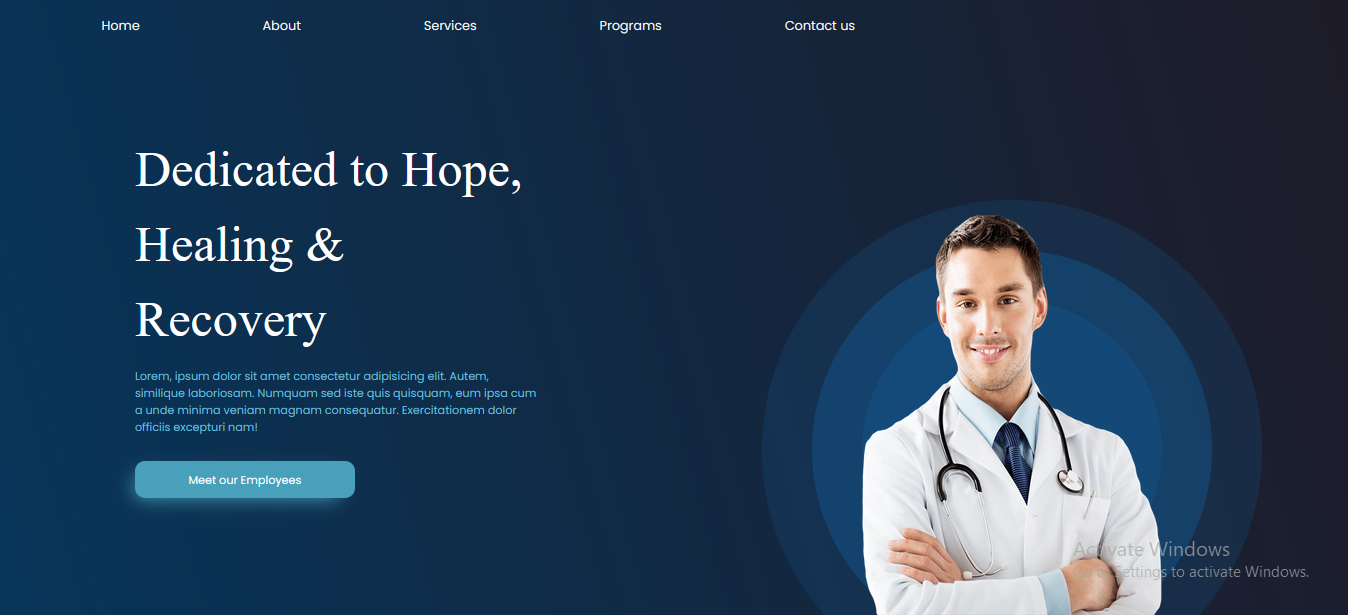 Home About Services Programs Contact us
Dedicated to Hope,
Healing &
Recovery
Lorem, ipsum dolor sit amet consectetur adipisicing elit. Autem,
similique laboriosam. Numquam sed iste quis quisquam, eum ipsa cum
a unde minima veniam magnam consequatur. Exercitationem dolor
officiis excepturi nam!
Meet our Employees
Activate Windows
Settings to activate Windows.